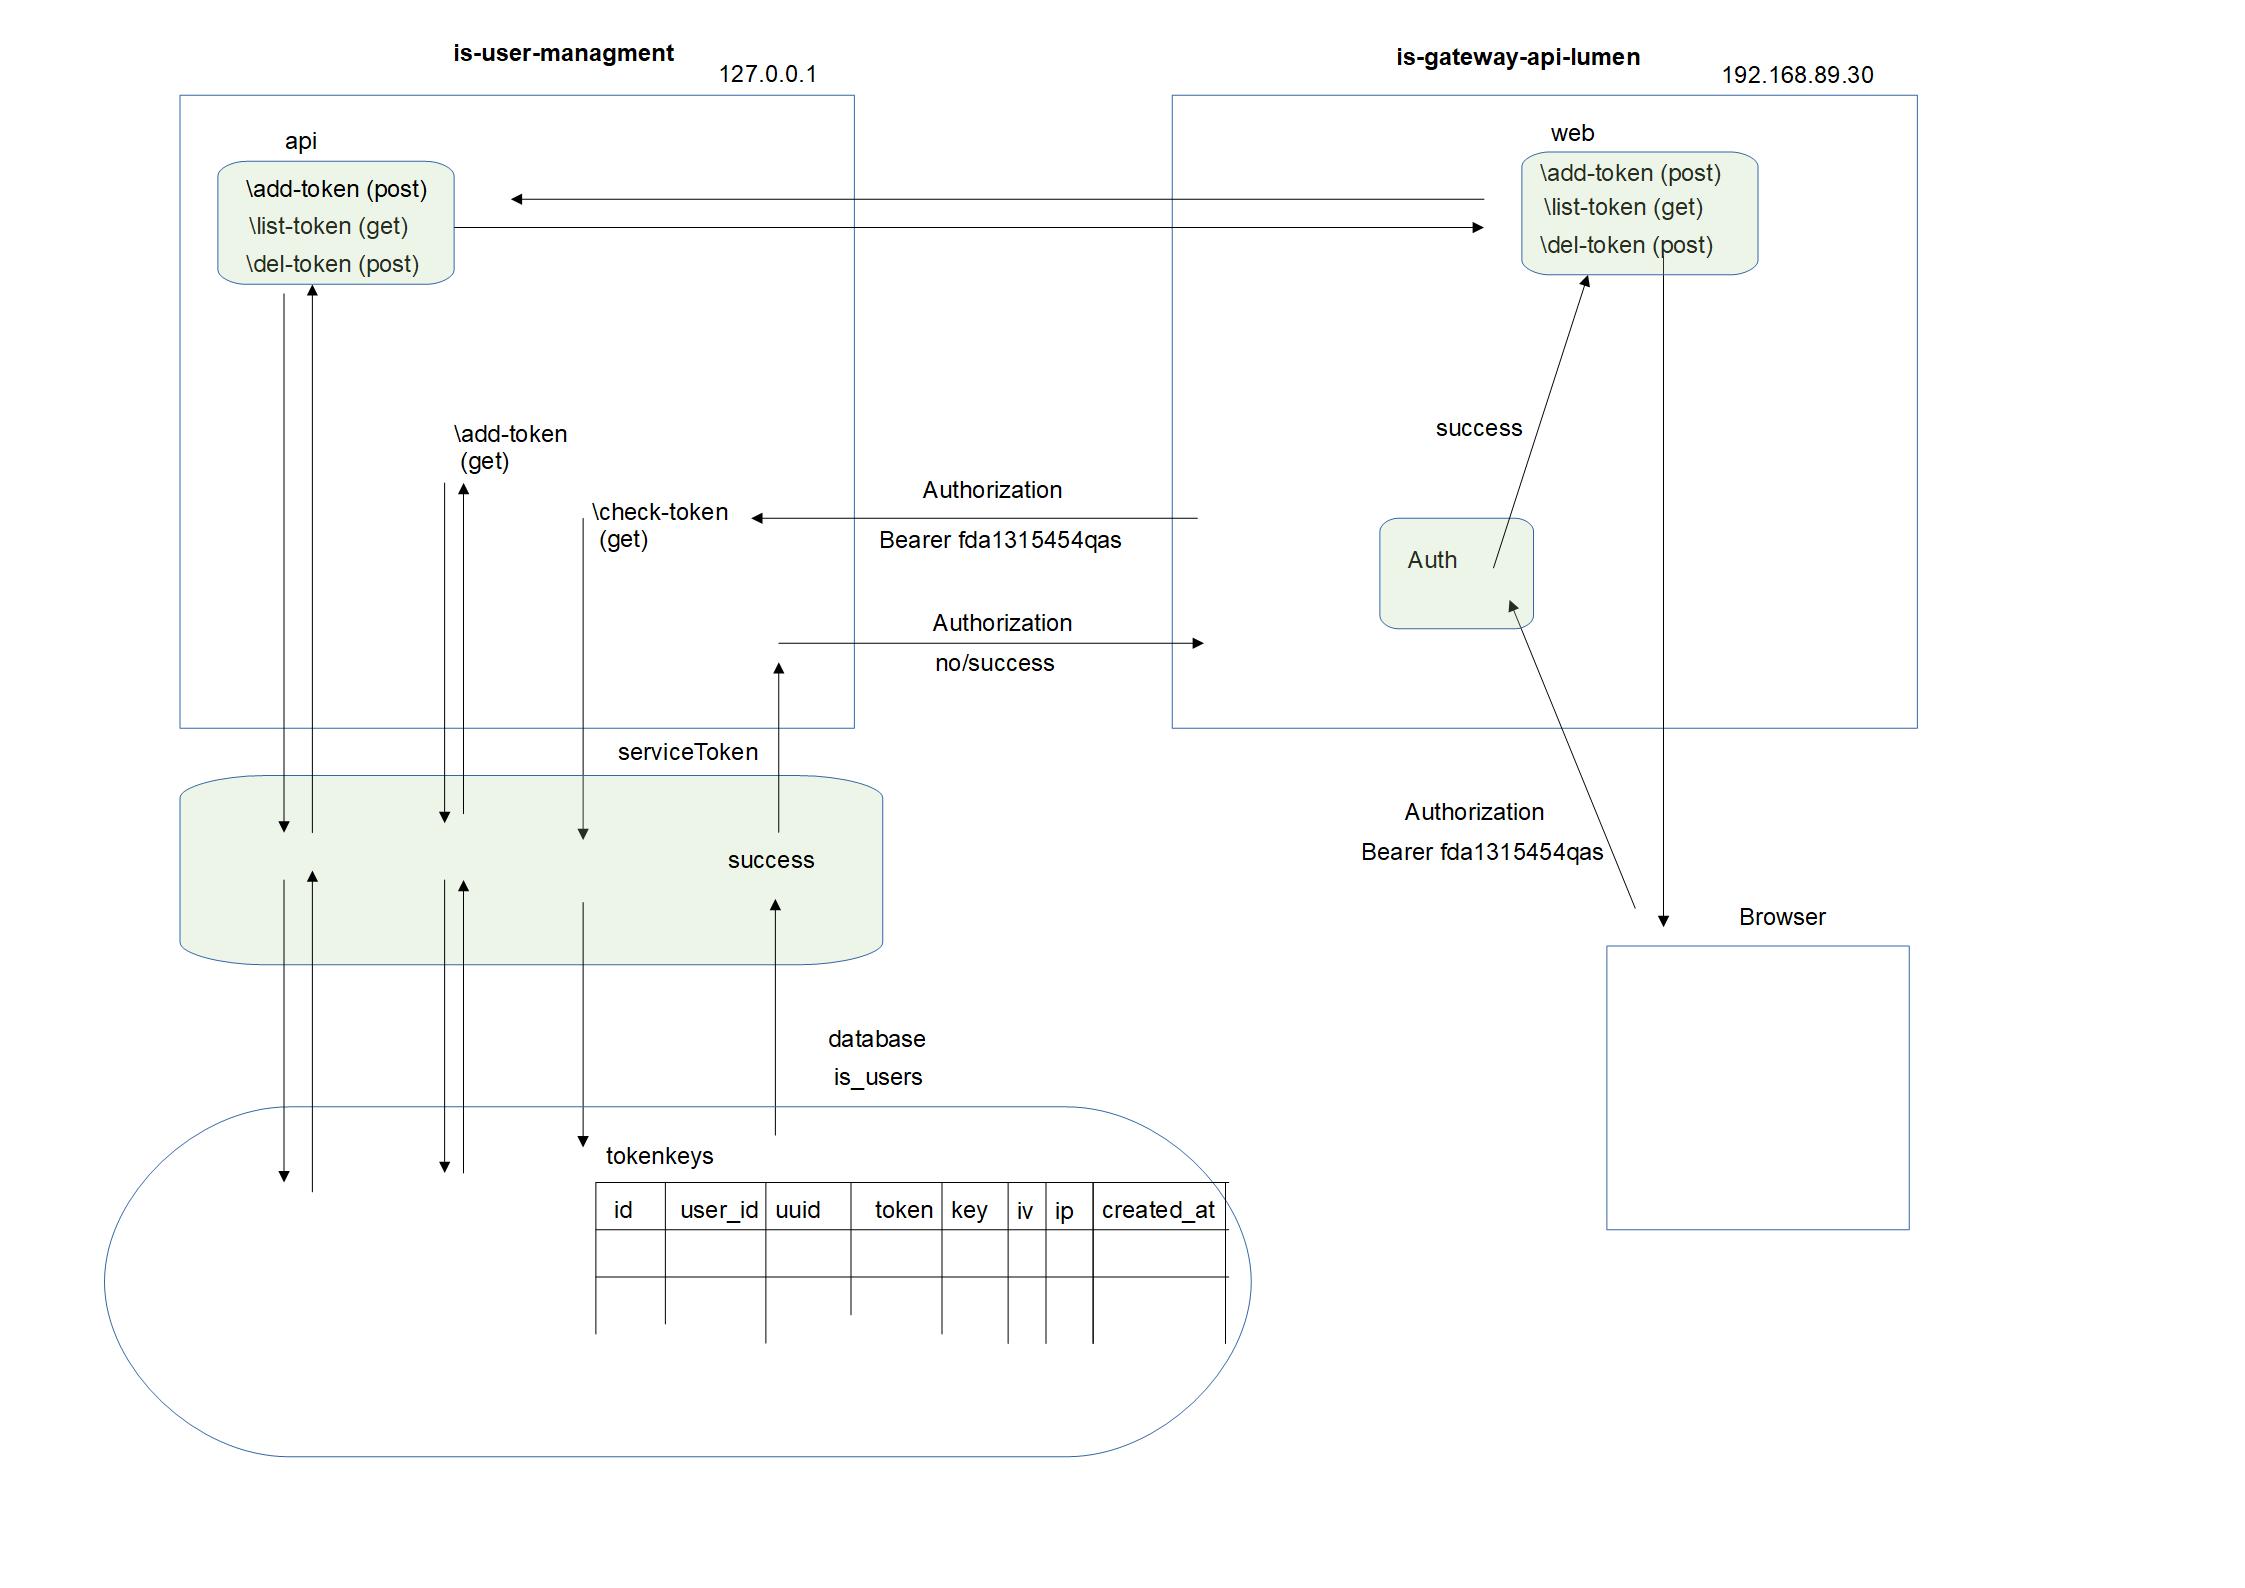 is-user-managment
127.0.0.1
is-gateway-api-lumen
192.168.89.30
api
\add-token (post)
\list-token (get)
\del-token (post)
web
\add-token (post)
\list-token (get)
\del-token (post)
\add-token
(get)
\check-token
(get)
Authorization
Bearer fda1315454qas
Authorization
no/success
success
Auth
serviceToken
success
Authorization
Bearer fda1315454qas
Browser
database
is_users
tokenkeys
id user_id uuid token key iv ip created_at